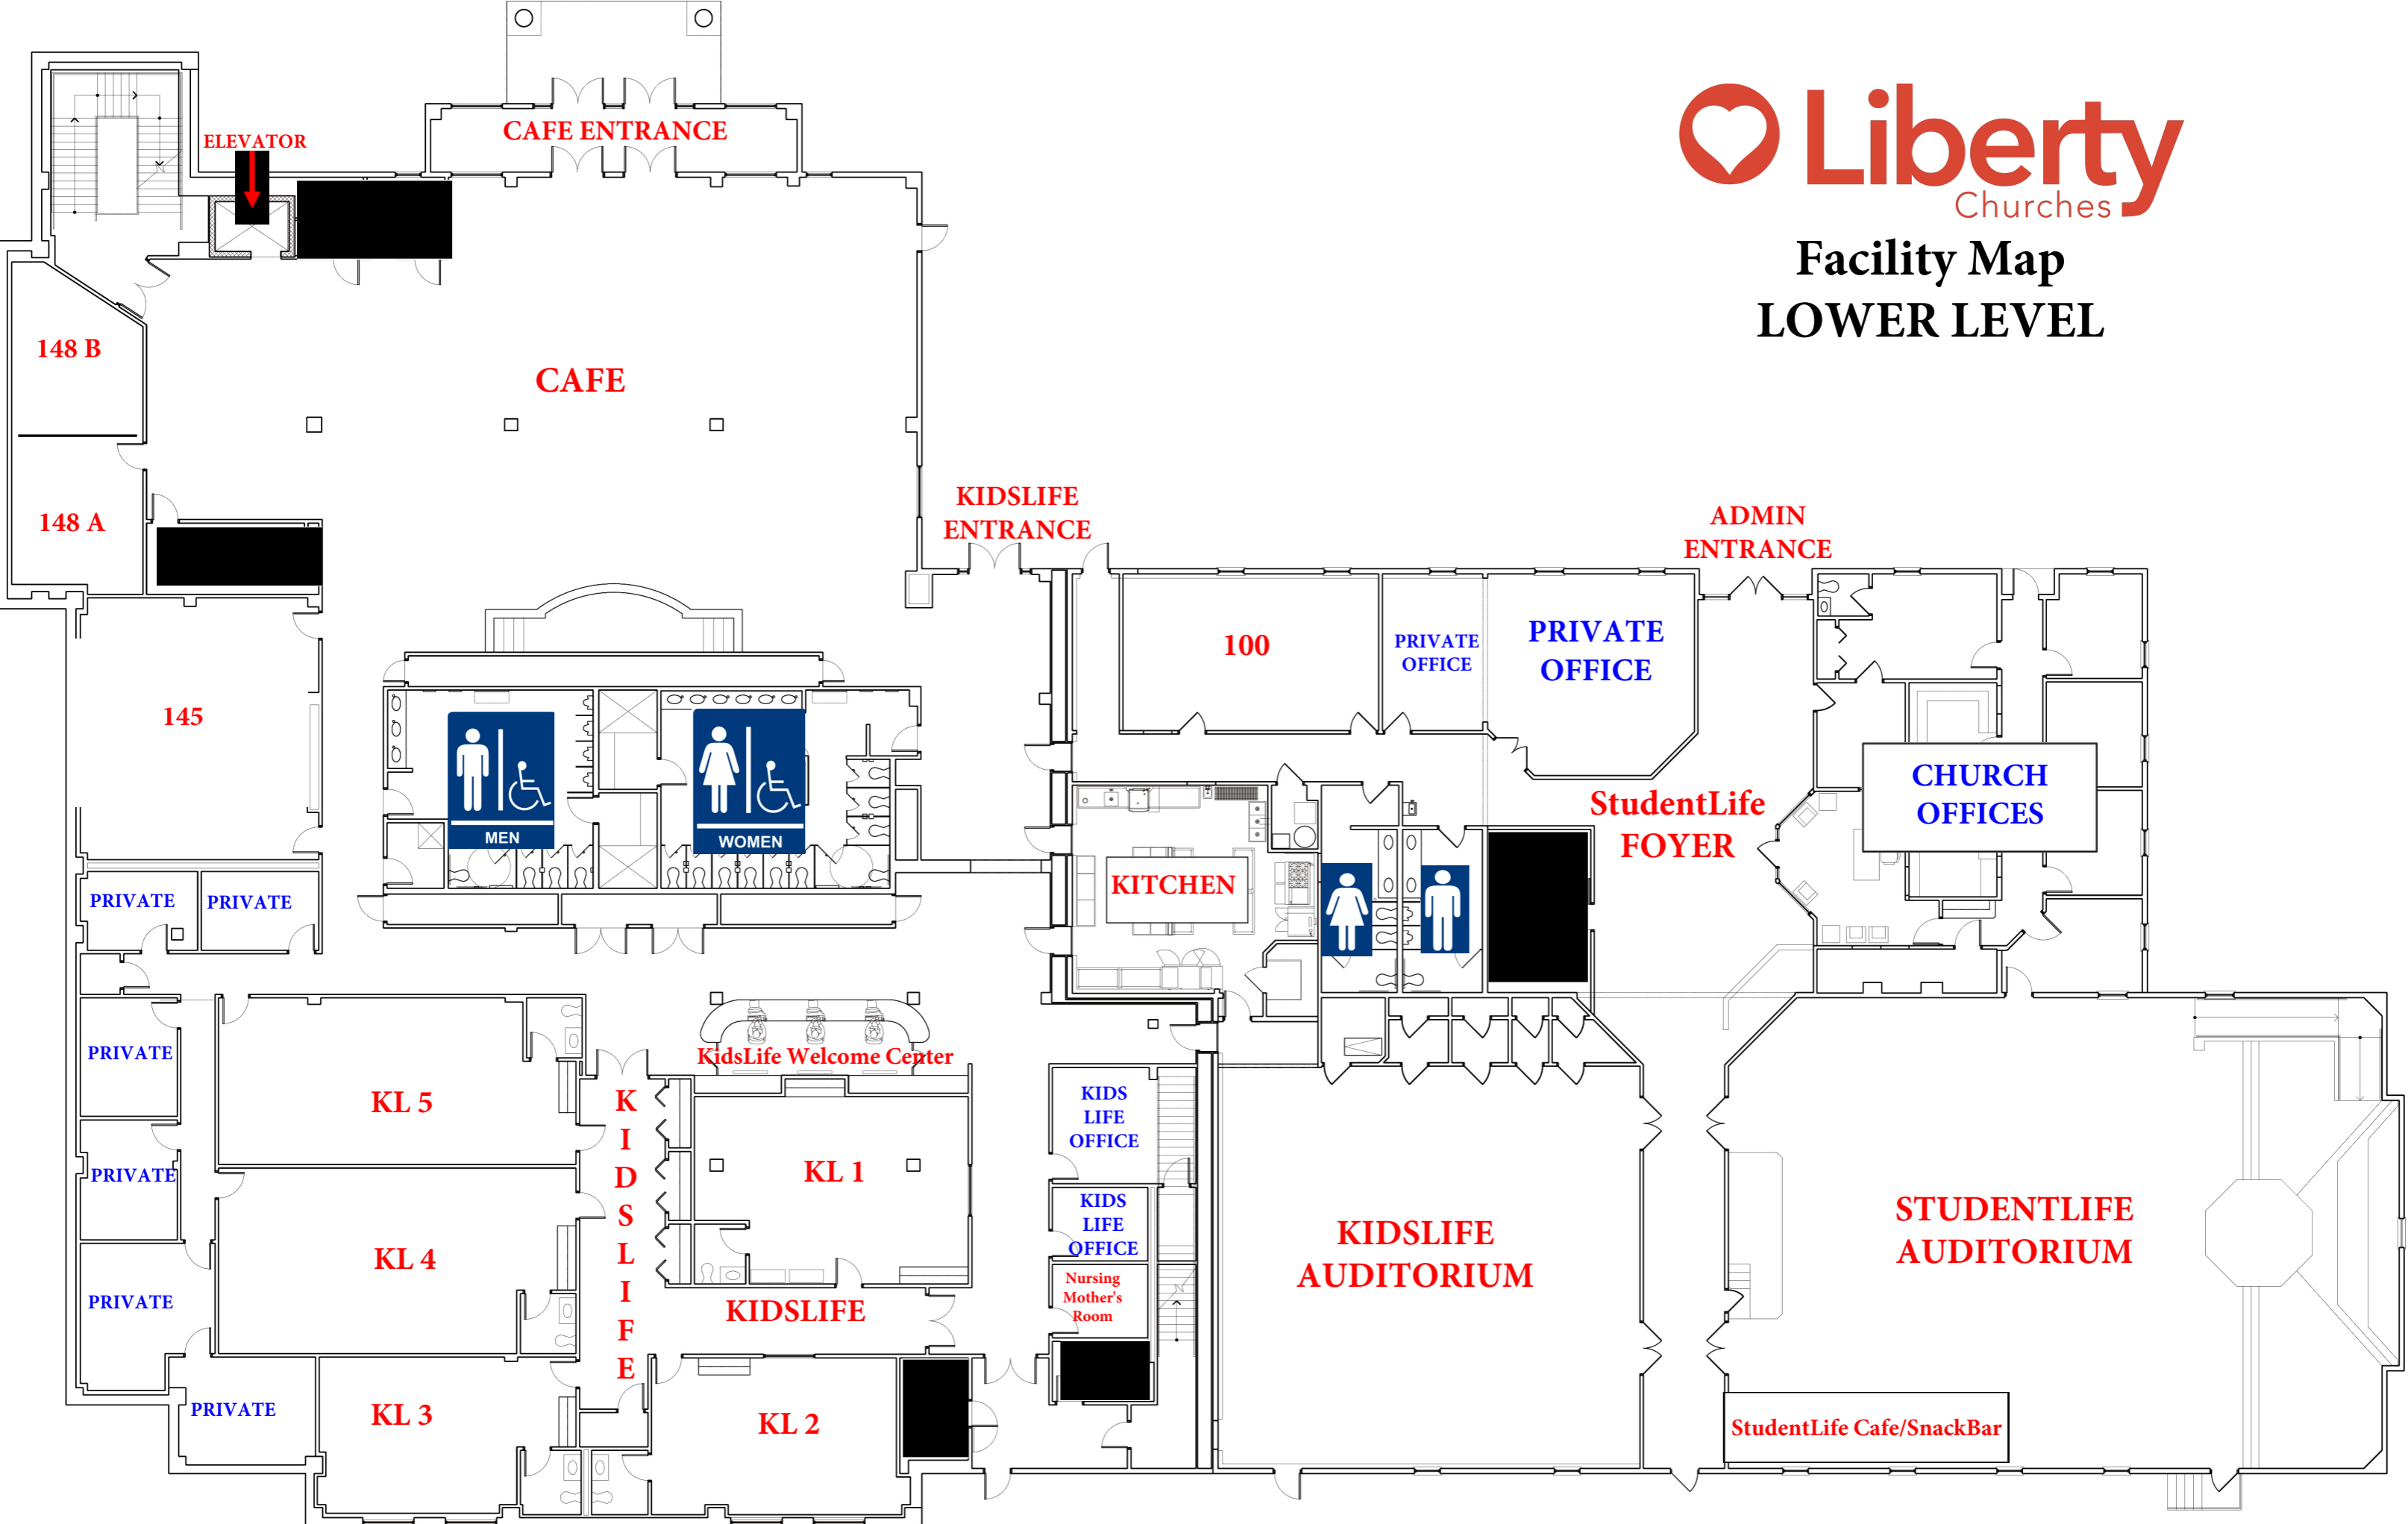 Liberty
Churches
Facility Map
LOWER LEVEL
ELEVATOR
CAFE ENTRANCE
148 B
CAFE
148 A
KIDSLIFE
ENTRANCE
ADMIN
ENTRANCE
145
100
PRIVATE
OFFICE
PRIVATE
OFFICE
MEN
WOMEN
CHURCH
OFFICES
StudentLife
FOYER
KITCHEN
PRIVATE
PRIVATE
PRIVATE
PRIVATE
PRIVATE
PRIVATE
KidsLife Welcome Center
KL 5
KL 4
KL 3
K
I
D
S
L
I
F
E
KL 1
KIDSLIFE
KL 2
KIDS
LIFE
OFFICE
KIDS
LIFE
OFFICE
Nursing
Mother's
Room
KIDSLIFE
AUDITORIUM
STUDENTLIFE
AUDITORIUM
StudentLife Cafe/SnackBar